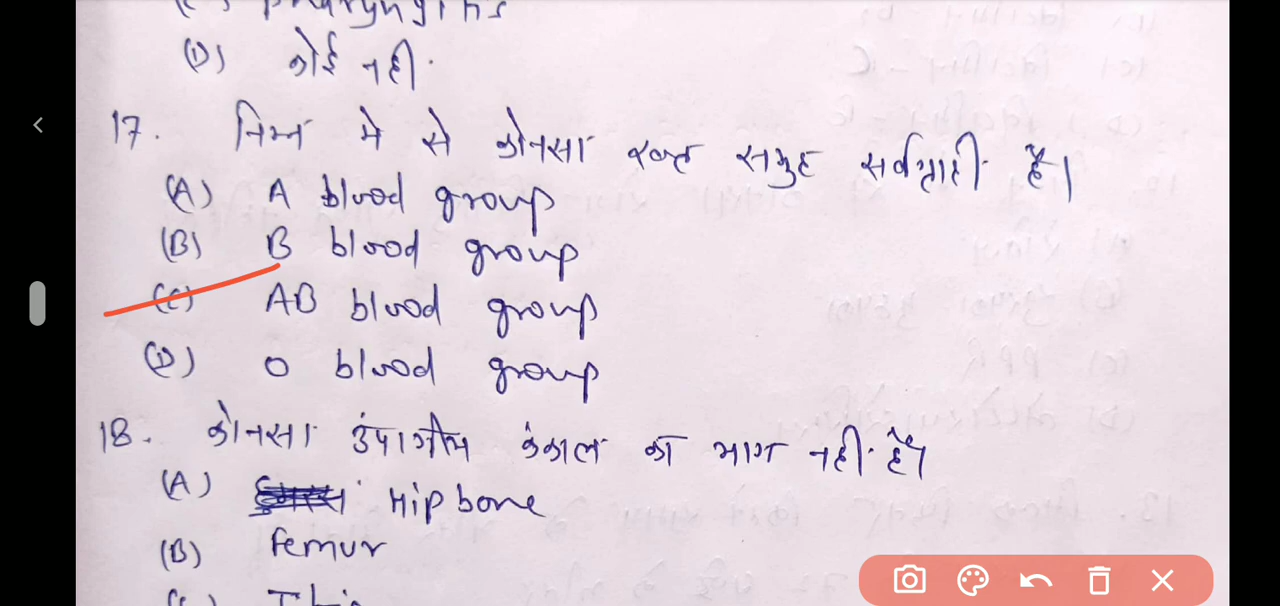 (D) कोई नही.
17. निम्न मे से कोनसा रक्त समुह सर्वग्राही है।
(A) A blood group
(B) B blood group
(C) AB blood group
(D) O blood group
18. कोनसा उपांगीय कंकाल का भाग नही है।
(A) Hip bone
(B) femur